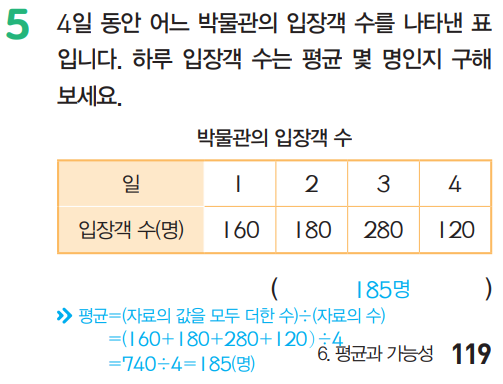 5 4일 동안 어느 박물관의 입장객 수를 나타낸 표
입니다. 하루 입장객 수는 평균 몇 명인지 구해
보세요.
박물관의 입장객 수
일 1 2 3 4
입장객 수(명) 160 180 280 120
( 185명 )
평균=(자료의 값을 모두 더한 수)÷(자료의 수)
=(160+180+280+120)÷4
=740÷4=185(명)
6. 평균과 가능성 119